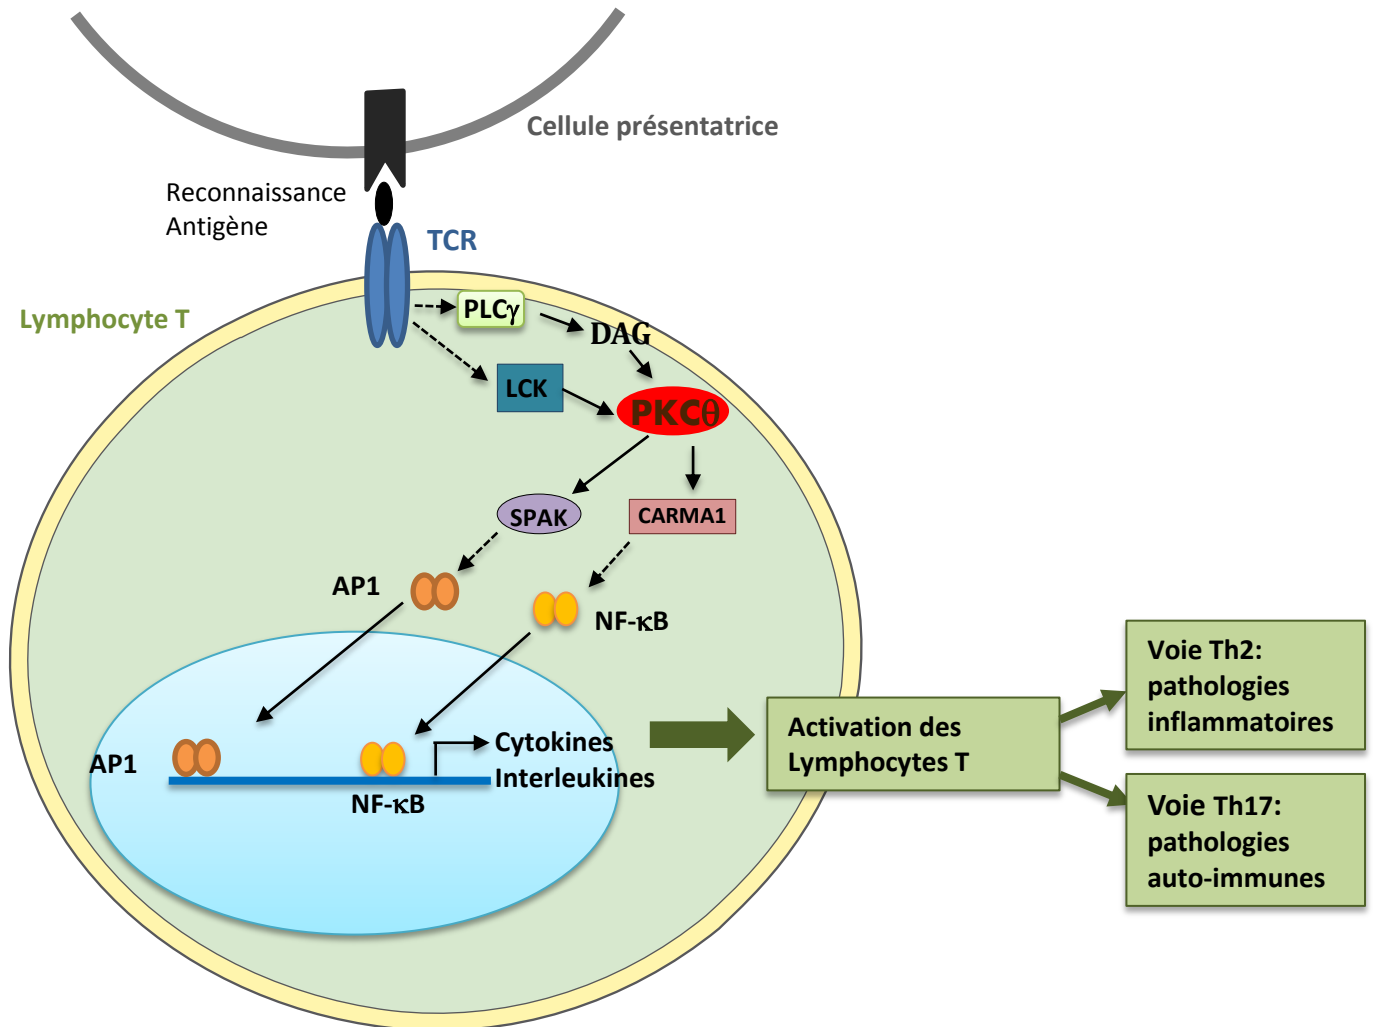 Cellule présentatrice
Reconnaissance
Antigène
TCR
Lymphocyte T
PLCγ
DAG
LCK
PKCθ
SPAK
CARMA1
AP1
NF-κB
Voie Th2:
pathologies
inflammatoires
Activation des
Lymphocytes T
Cytokines
Interleukines
AP1
NF-κB
Voie Th17:
pathologies
auto-immunes